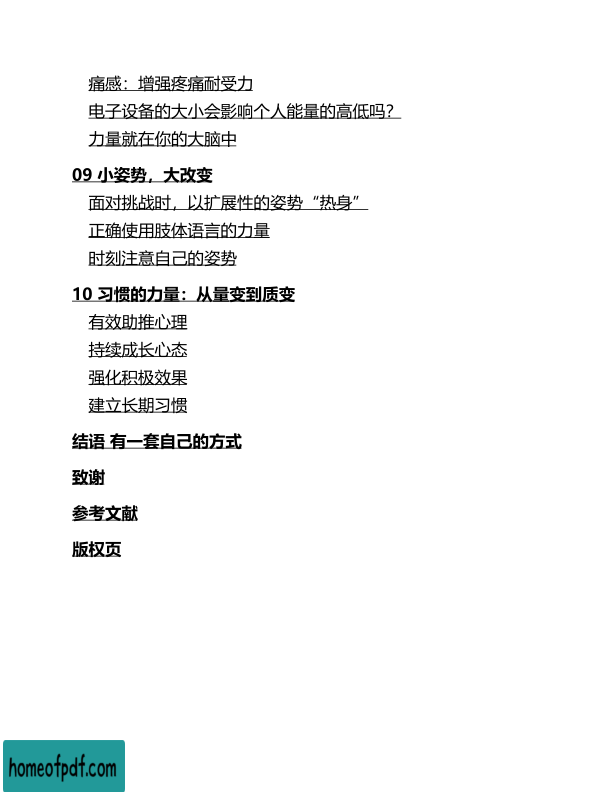 痛感：增强疼痛耐受力
电子设备的大小会影响个人能量的高低吗？
力量就在你的大脑中
09 小姿势，大改变
面对挑战时，以扩展性的姿势“热身”
正确使用肢体语言的力量
时刻注意自己的姿势
10 习惯的力量：从量变到质变
有效助推心理
持续成长心态
强化积极效果
建立长期习惯
结语 有一套自己的方式
致谢
参考文献
版权页
homeofpdf.com